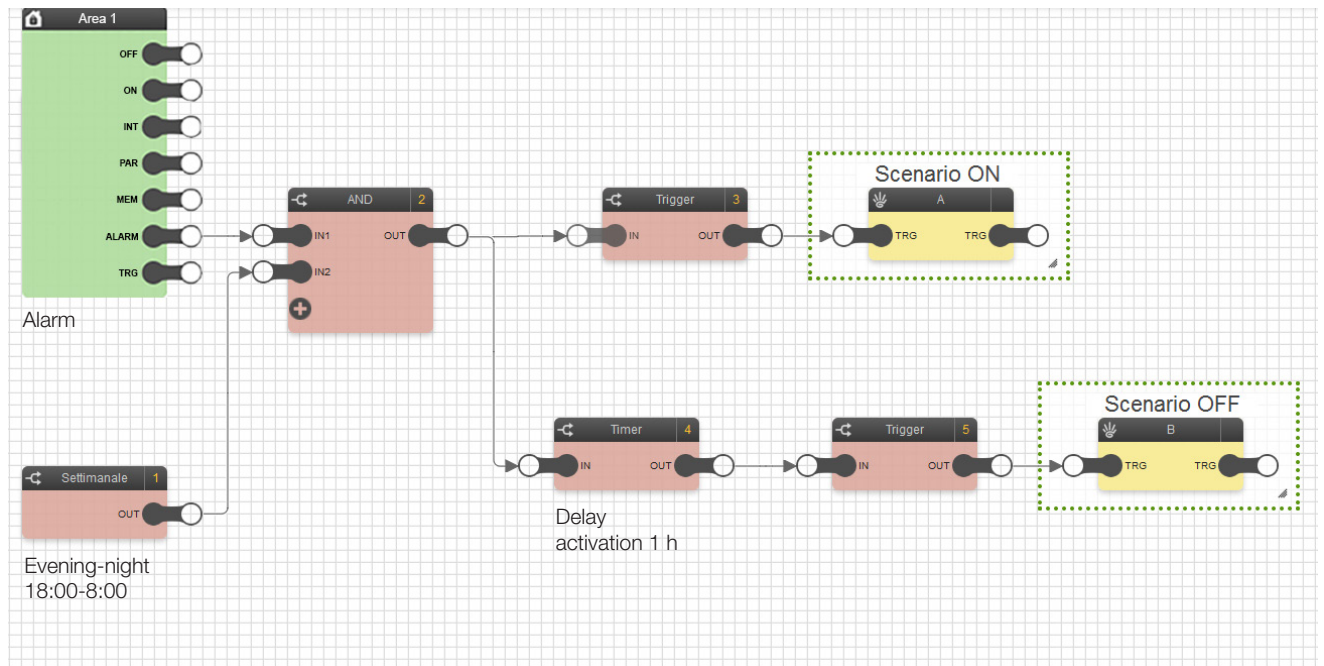 Area 1
OFF
ON
INT
PAR
MEM
ALARM
TRG
Alarm
AND 2
IN1 OUT
IN2
Trigger 3
IN OUT
Scenario ON
A
TRG TRG
Settimanale 1
OUT
Evening-night
18:00-8:00
Timer 4
IN OUT
Delay
activation 1 h
Trigger 5
IN OUT
Scenario OFF
B
TRG TRG